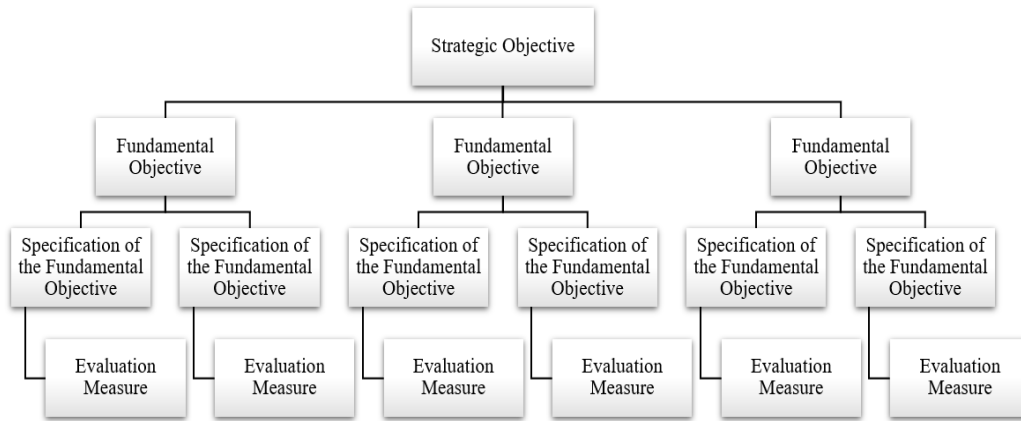 Strategic Objective
Fundamental
Objective
Fundamental
Objective
Fundamental
Objective
Specification of
the Fundamental
Objective
Specification of
the Fundamental
Objective
Specification of
the Fundamental
Objective
Specification of
the Fundamental
Objective
Specification of
the Fundamental
Objective
Specification of
the Fundamental
Objective
Evaluation
Measure
Evaluation
Measure
Evaluation
Measure
Evaluation
Measure
Evaluation
Measure
Evaluation
Measure